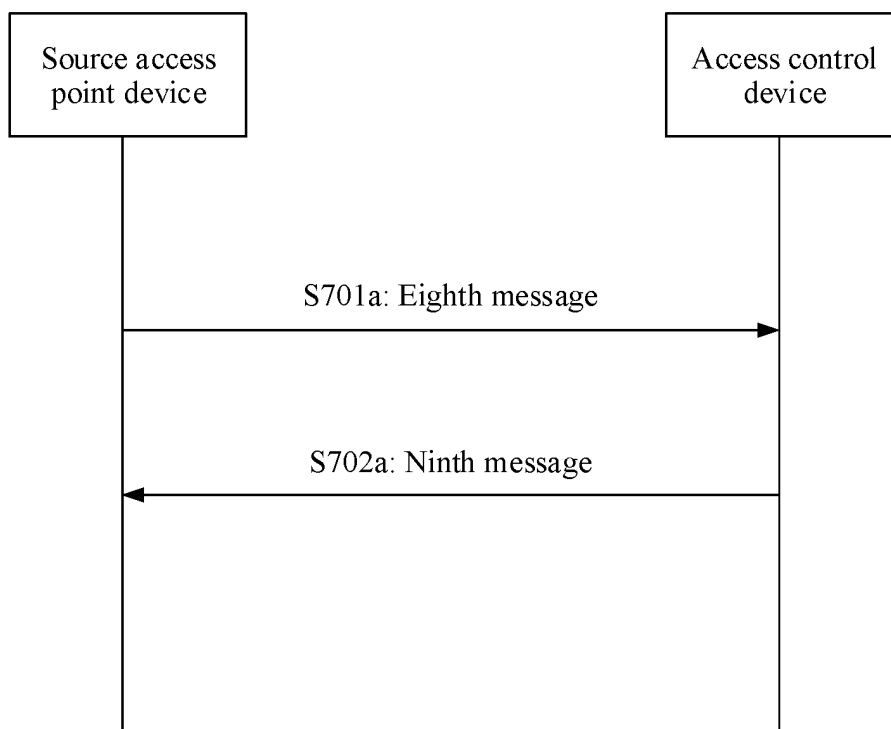 Source access
point device
Access control
device
S701a: Eighth message
S702a: Ninth message